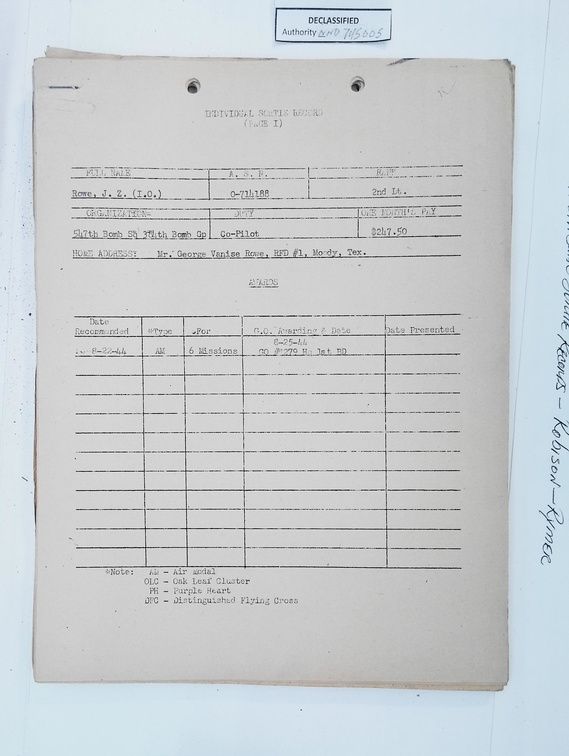 DECLASSIFIED
Authority NND 745005
INDIVIDUAL SORTIE RECORD
(PAGE I)
FULL NAME A. S. N. RANK
Rowe, J. Z. (I.O.) O-714188 2nd Lt.
ORGANIZATION DUTY ONE MONTH'S PAY
547th Bomb Sq 384th Bomb Gp Co-Pilot $247.50
HOME ADDRESS: Mr. George Vanise Rowe, RFD #1, Moody, Tex.
AWARDS
Date
Recommended *Type For G.O. Awarding & Date Date Presented
8-25-44
8-22-44 AM 6 Missions GO #279 Hq 1st BD
*Note: AM - Air Medal
OLC - Oak Leaf Cluster
PH - Purple Heart
DFC - Distinguished Flying Cross
Records - Robison - Rymer